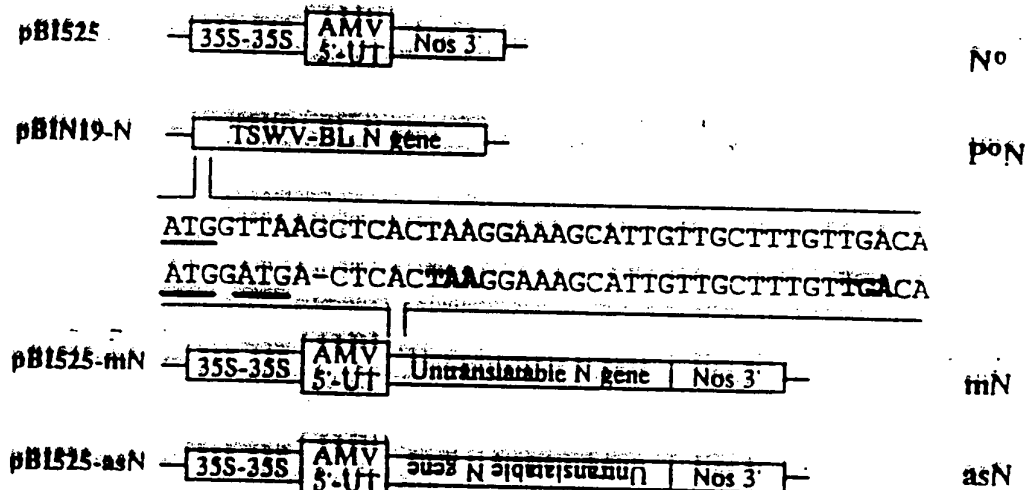 pBI525
35S-35S
AMV
5'-UT
Nos 3'
No
pBIN19-N
TSWV-BL N gene
poN
ATGGTTAAGCTCACTAAGGAAAGCATTGTTGCTTTGTTGACA
ATGGATGA-CTCACTAAGGAAAGCATTGTTGCTTTGTTGACA
pBI525-mN
35S-35S
AMV
5'-UT
Untranslatable N gene
Nos 3'
mN
pBI525-asN
35S-35S
AMV
5'-UT
Untranslatable N
gene
Nos 3'
asN